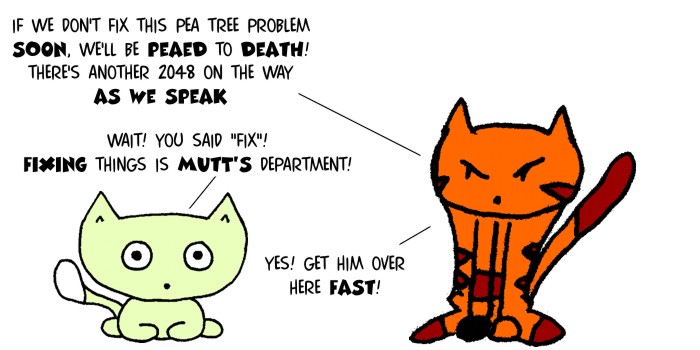 IF WE DON'T FIX THIS PEA TREE PROBLEM
SOON, WE'LL BE PEAED TO DEATH!
THERE'S ANOTHER 2048 ON THE WAY
AS WE SPEAK
WAIT! YOU SAID "FIX"!
FIXING THINGS IS MUTT'S DEPARTMENT!
YES! GET HIM OVER
HERE FAST!